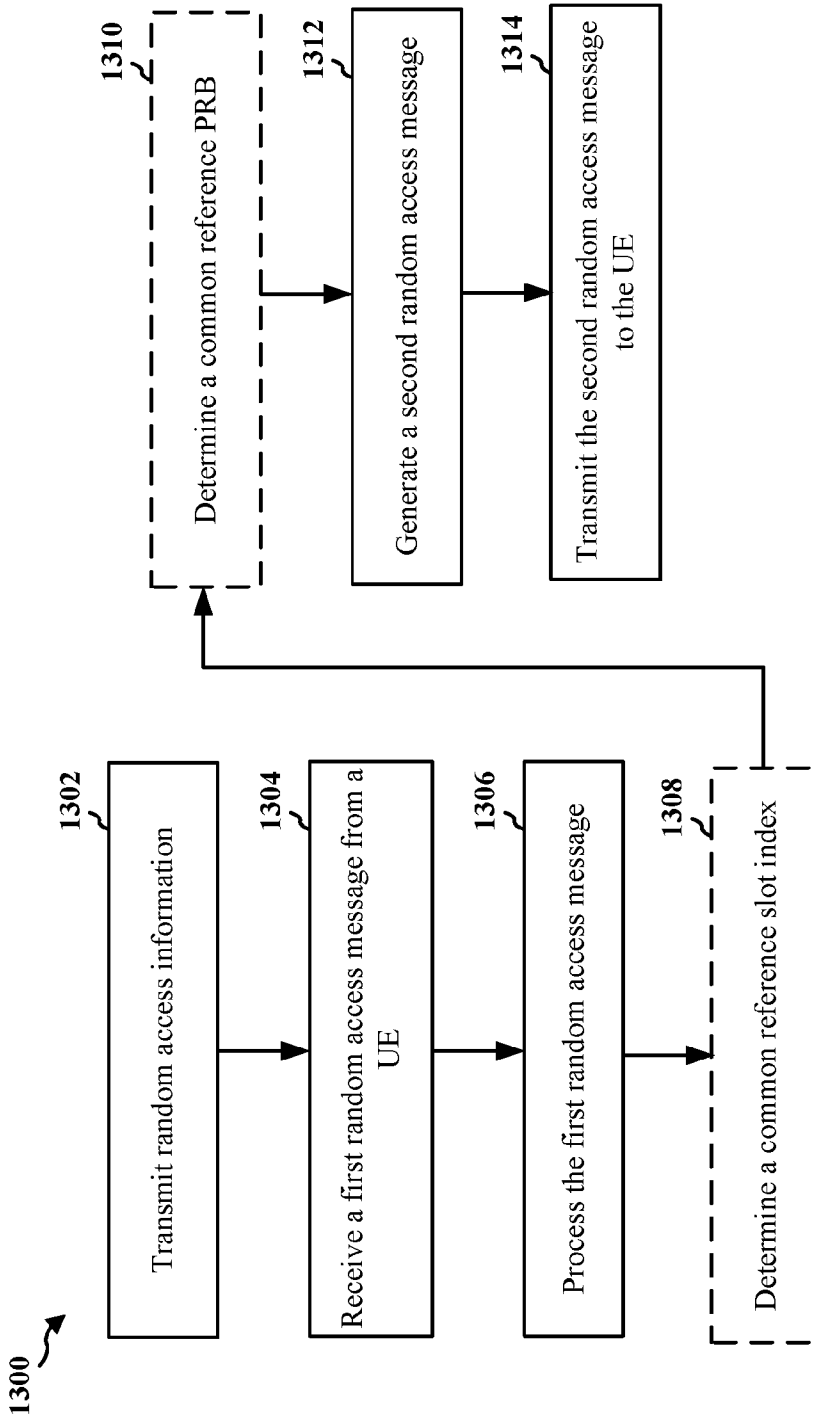 1300
1302
Transmit random access information
1304
Receive a first random access message from a
UE
1306
Process the first random access message
1308
Determine a common reference slot index
1310
Determine a common reference PRB
1312
Generate a second random access message
1314
Transmit the second random access message
to the UE